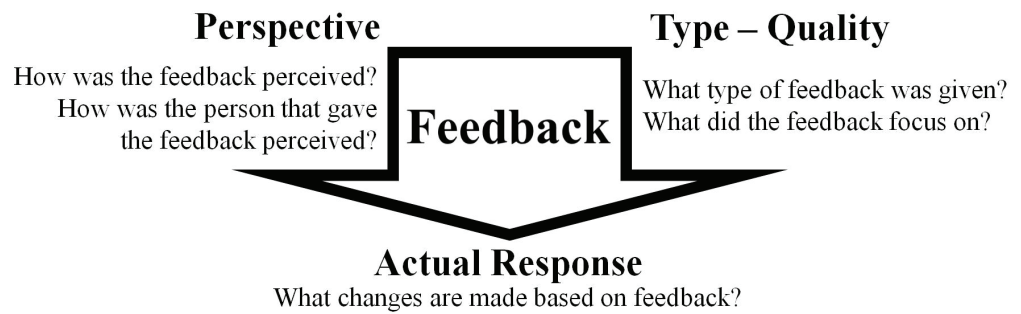 Perspective
How was the feedback perceived?
How was the person that gave
the feedback perceived?
Feedback
Type – Quality
What type of feedback was given?
What did the feedback focus on?
Actual Response
What changes are made based on feedback?